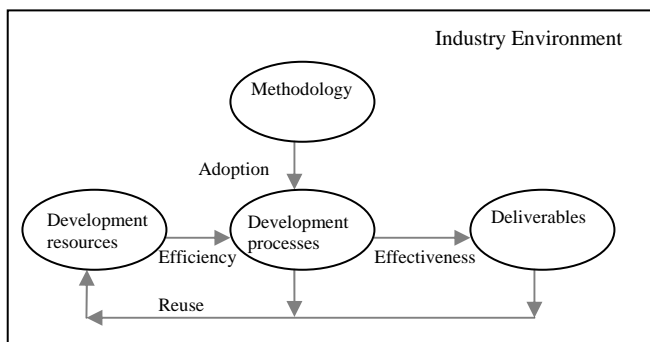 Industry Environment
Methodology
Adoption
Development
resources
Efficiency
Development
processes
Effectiveness
Deliverables
Reuse